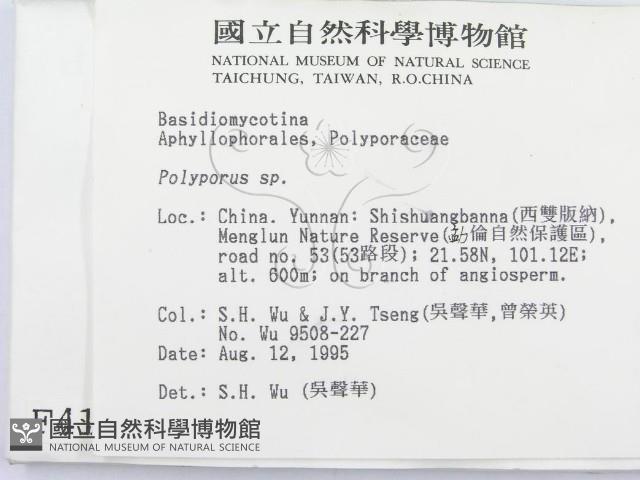 國立自然科學博物館
NATIONAL MUSEUM OF NATURAL SCIENCE
TAICHUNG, TAIWAN, R.O.CHINA
Basidiomycotina
Aphyllophorales, Polyporaceae
Polyporus sp.
Loc.: China. Yunnan: Shishuangbanna(西雙版納),
Menglun Nature Reserve(勐倫自然保護區),
road no. 53(53路段); 21.58N, 101.12E;
alt. 600m; on branch of angiosperm.
Col.: S.H. Wu & J.Y. Tseng(吳聲華,曾榮英)
No. Wu 9508-227
Date: Aug. 12, 1995
Det.: S.H. Wu (吳聲華)
F41
國立自然科學博物館
NATIONAL MUSEUM OF NATURAL SCIENCE